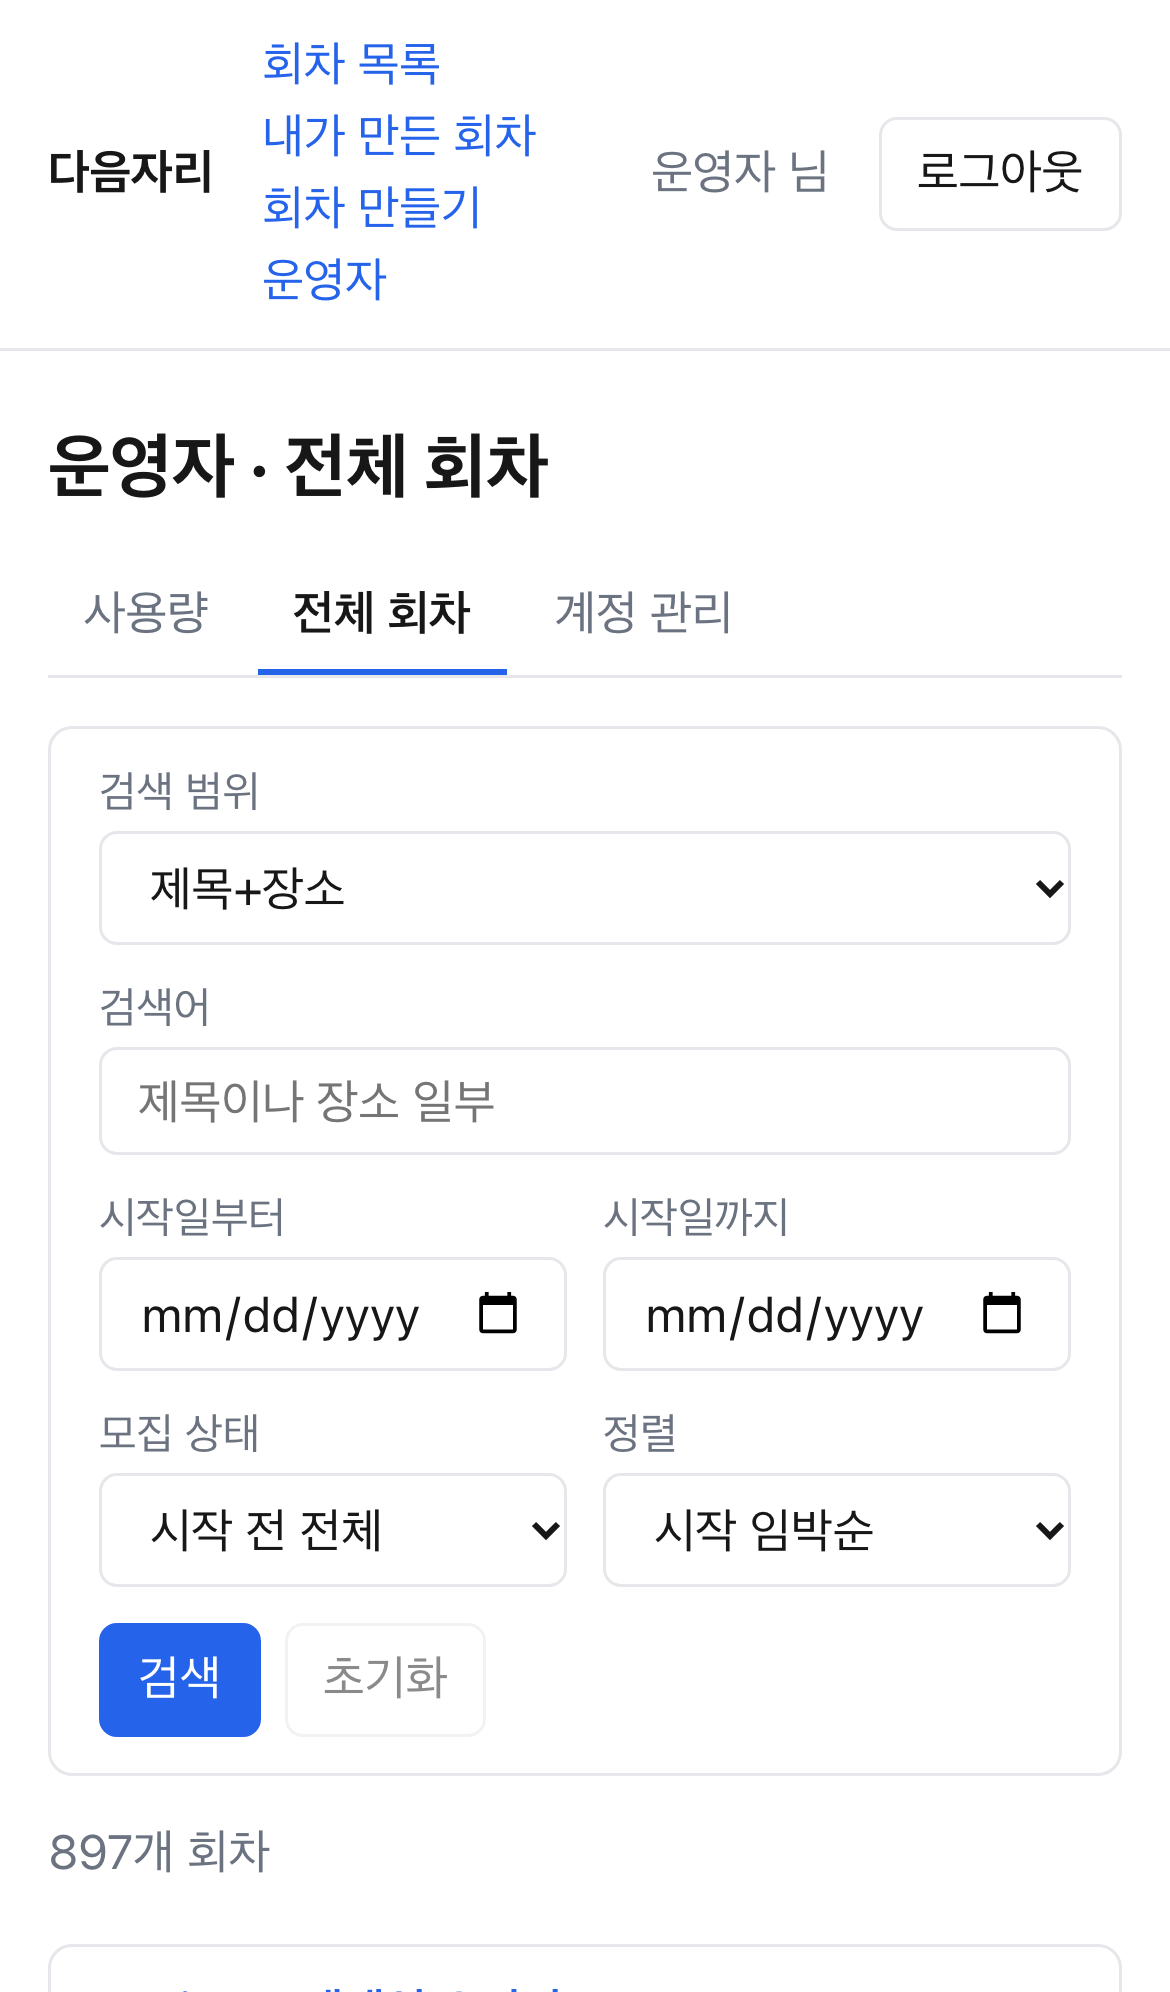 다음자리
회차 목록
내가 만든 회차
회차 만들기
운영자
운영자 님
로그아웃
운영자 · 전체 회차
사용량 전체 회차 계정 관리
검색 범위
제목+장소
검색어
제목이나 장소 일부
시작일부터 시작일까지
mm/dd/yyyy mm/dd/yyyy
모집 상태 정렬
시작 전 전체 시작 임박순
검색 초기화
897개 회차